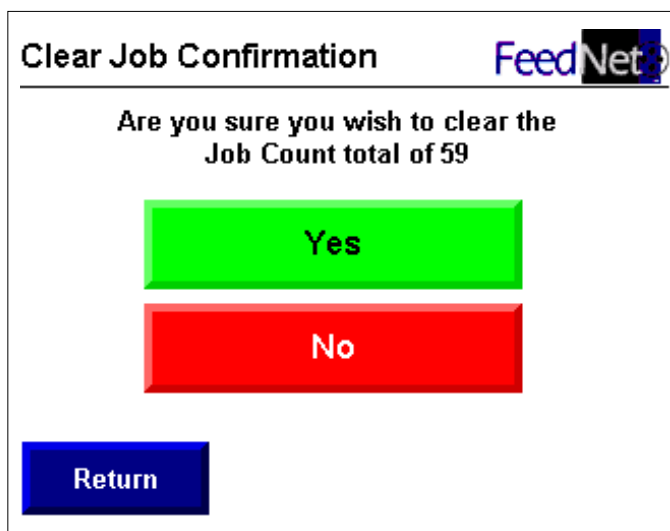 Clear Job Confirmation
FeedNet
Are you sure you wish to clear the
Job Count total of 59
Yes
No
Return